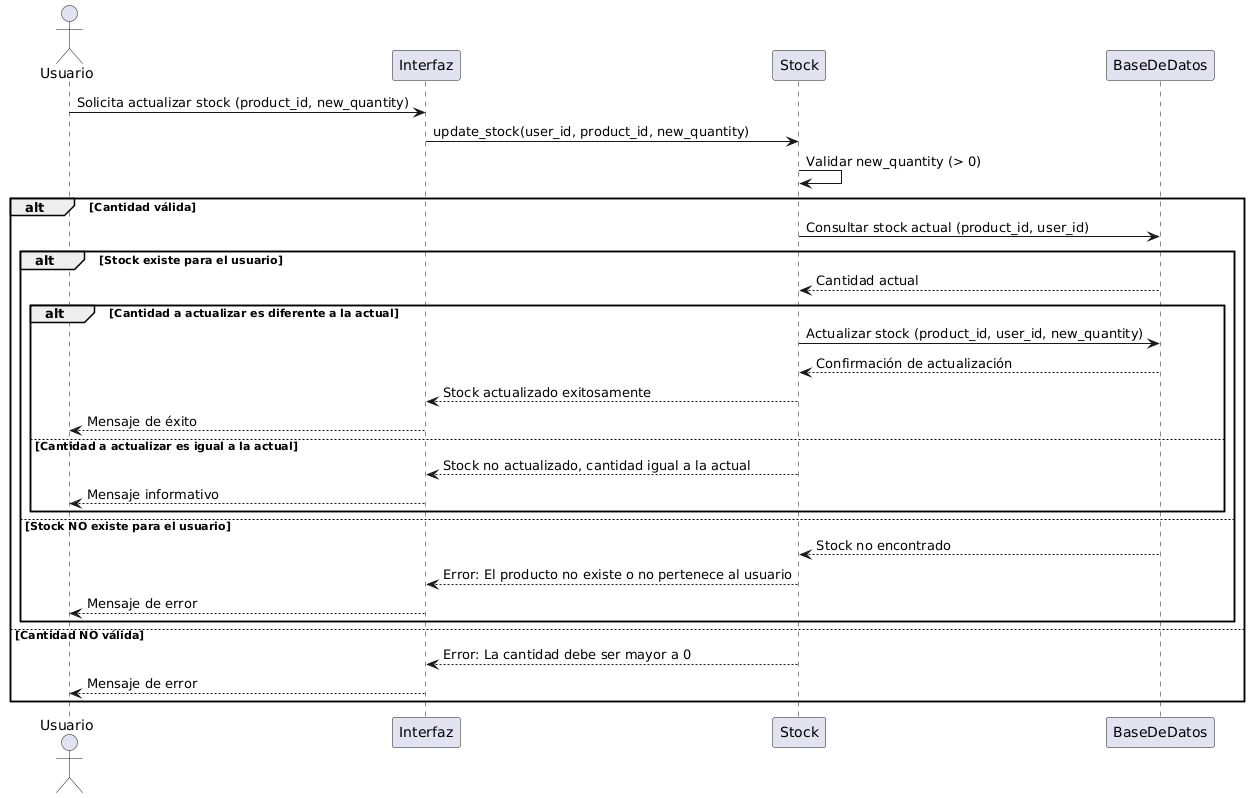 Usuario
Interfaz
Stock
BaseDeDatos
Solicita actualizar stock (product_id, new_quantity)
update_stock(user_id, product_id, new_quantity)
Validar new_quantity (> 0)
alt
[Cantidad válida]
Consultar stock actual (product_id, user_id)
alt
[Stock existe para el usuario]
Cantidad actual
alt
[Cantidad a actualizar es diferente a la actual]
Actualizar stock (product_id, user_id, new_quantity)
Confirmación de actualización
Stock actualizado exitosamente
Mensaje de éxito
[Cantidad a actualizar es igual a la actual]
Stock no actualizado, cantidad igual a la actual
Mensaje informativo
[Stock NO existe para el usuario]
Stock no encontrado
Error: El producto no existe o no pertenece al usuario
Mensaje de error
[Cantidad NO válida]
Error: La cantidad debe ser mayor a 0
Mensaje de error
Usuario
Interfaz
Stock
BaseDeDatos